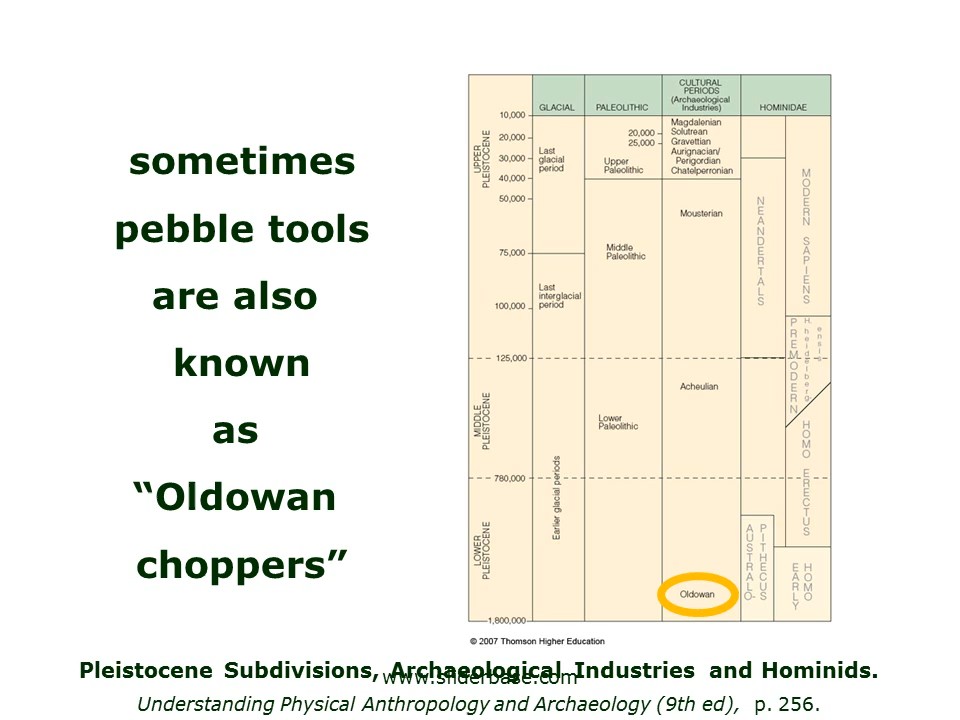 sometimes
pebble tools
are also
known
as
“Oldowan
choppers”
GLACIAL
PALEOLITHIC
CULTURAL
PERIODS
(Archaeological
Industries)
HOMINIDAE
UPPER
PLEISTOCENE
MIDDLE
PLEISTOCENE
LOWER
PLEISTOCENE
10,000
20,000
30,000
40,000
50,000
75,000
100,000
125,000
780,000
1,800,000
Last
glacial
period
Last
interglacial
period
Earlier glacial periods
20,000
25,000
Upper
Paleolithic
Middle
Paleolithic
Lower
Paleolithic
Magdalenian
Solutrean
Gravettian
Aurignacian/
Perigordian
Chatelperronian
Mousterian
Acheulian
Oldowan
NEANDERTALS
MODERN SAPIENS
PREMODERN
H. heidelberg
ensis
HOMO ERECTUS
AUSTRALO-
PITHECUS
EARLY
HOMO
© 2007 Thomson Higher Education
Pleistocene Subdivisions, Archaeological Industries and Hominids.
www.sliderbase.com
Understanding Physical Anthropology and Archaeology (9th ed), p. 256.